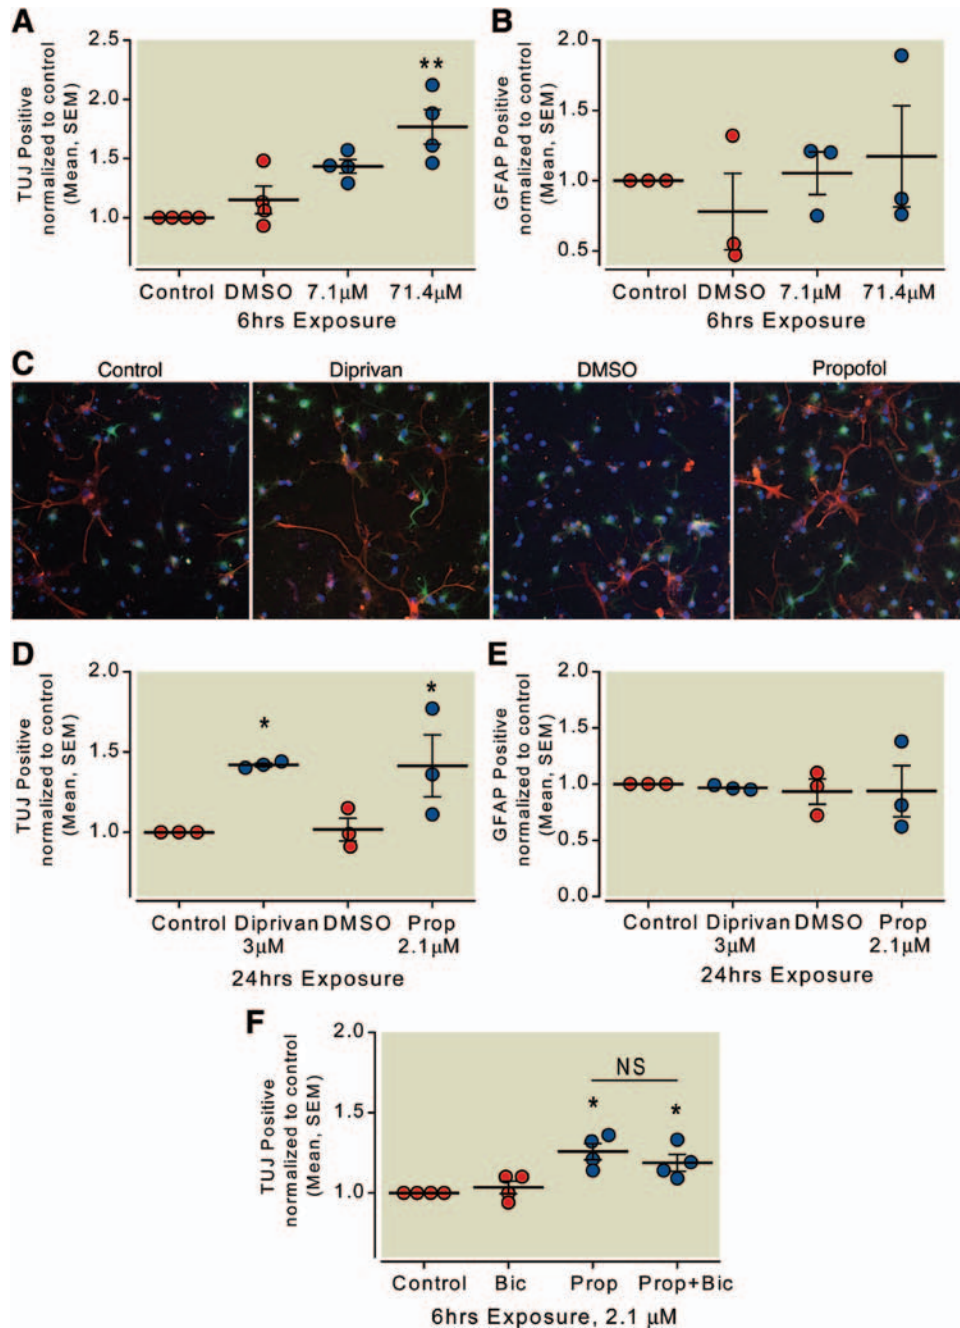 A
TUJ Positive
normalized to control
(Mean, SEM)
2.5
2.0
1.5
1.0
**
Control DMSO 7.1μM 71.4μM
6hrs Exposure
B
GFAP Positive
normalized to control
(Mean, SEM)
2.0
1.5
1.0
0.5
Control DMSO 7.1μM 71.4μM
6hrs Exposure
C
Control Diprivan DMSO Propofol
D
TUJ Positive
normalized to control
(Mean, SEM)
2.0
1.5
1.0
*
*
Control Diprivan DMSO Prop
3μM 2.1μM
24hrs Exposure
E
GFAP Positive
normalized to control
(Mean, SEM)
2.0
1.5
1.0
0.5
0.0
Control Diprivan DMSO Prop
3μM 2.1μM
24hrs Exposure
F
TUJ Positive
normalized to control
(Mean, SEM)
2.0
1.5
1.0
NS
*
*
Control Bic Prop Prop+Bic
6hrs Exposure, 2.1 μM